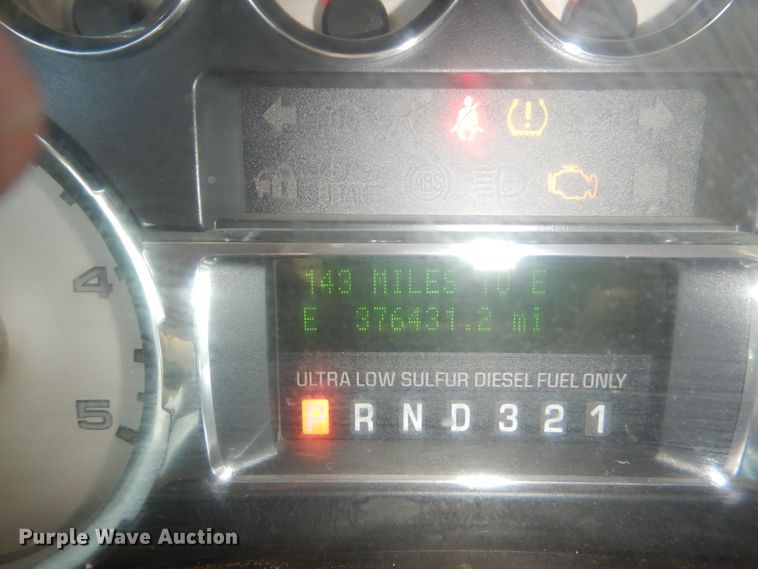 143 MILES TO E
E 376431.2 mi
4
ULTRA LOW SULFUR DIESEL FUEL ONLY
5
P R N D 3 2 1
Purple Wave Auction®